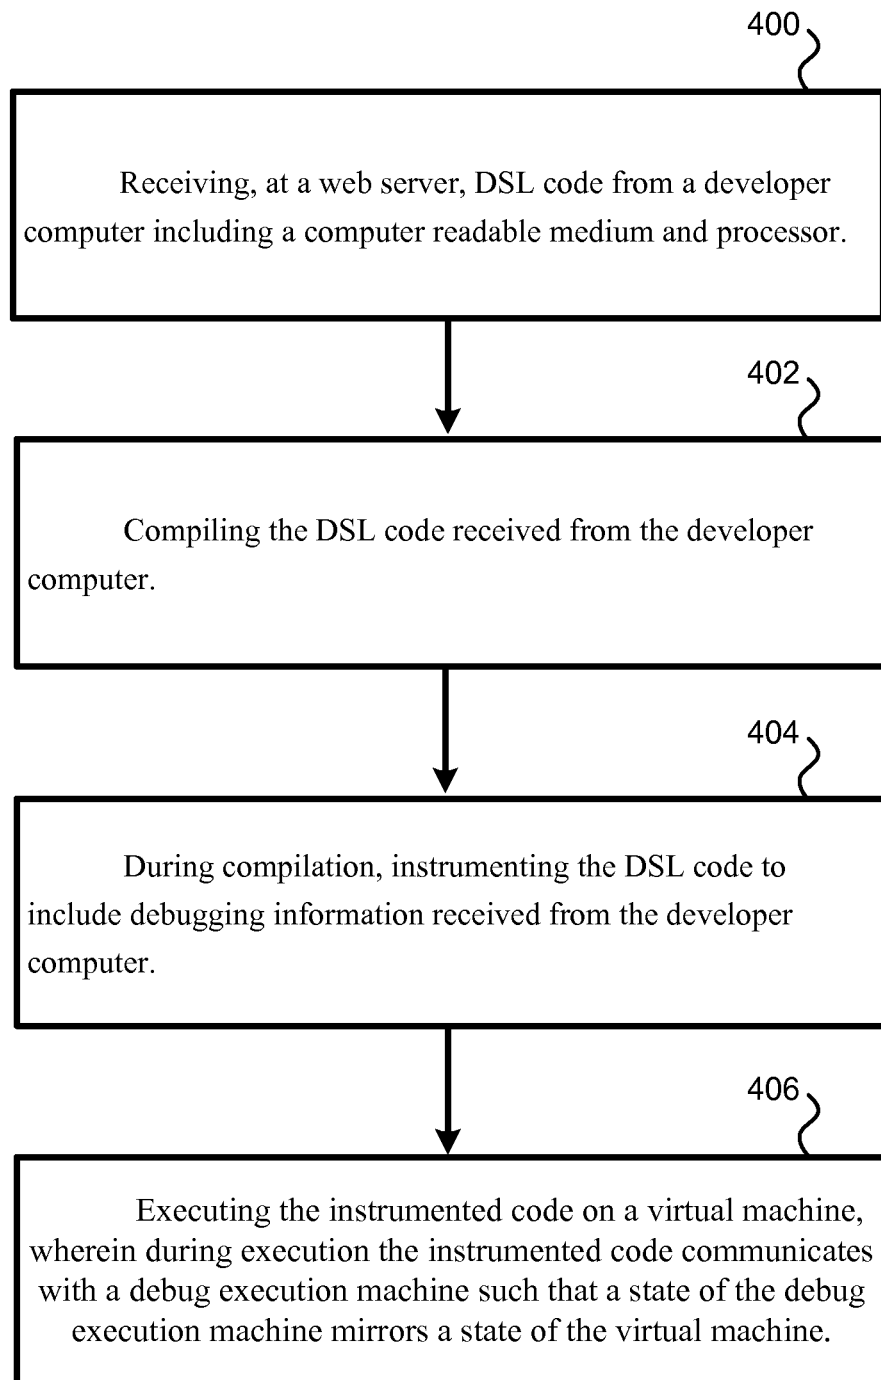 400
Receiving, at a web server, DSL code from a developer
computer including a computer readable medium and processor.
402
Compiling the DSL code received from the developer
computer.
404
During compilation, instrumenting the DSL code to
include debugging information received from the developer
computer.
406
Executing the instrumented code on a virtual machine,
wherein during execution the instrumented code communicates
with a debug execution machine such that a state of the debug
execution machine mirrors a state of the virtual machine.